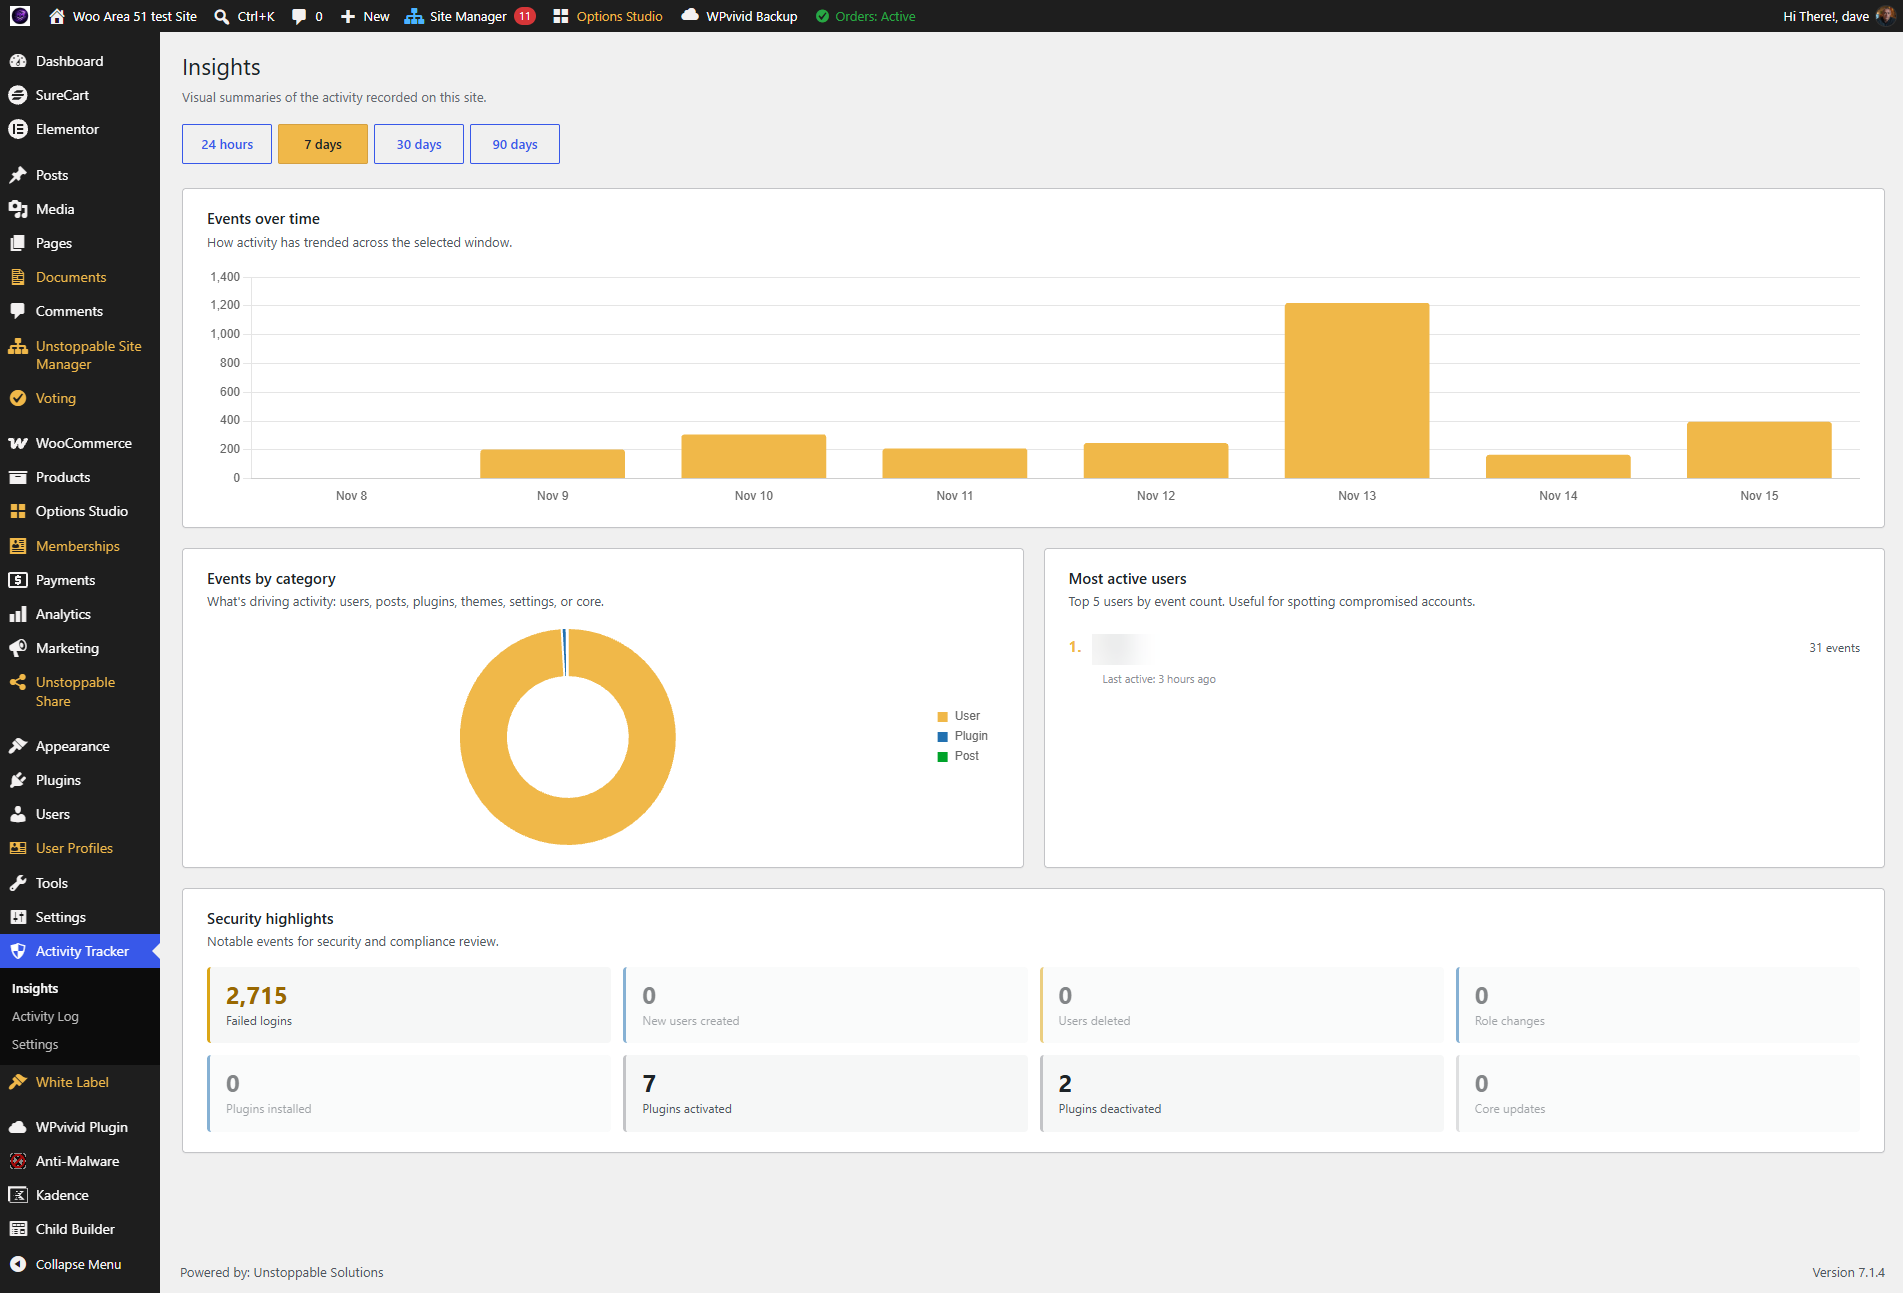 Woo Area 51 test Site
Ctrl+K
0
New
Site Manager 11
Options Studio
WPvivid Backup
Orders: Active
Hi There!, dave
Dashboard
SureCart
Elementor
Posts
Media
Pages
Documents
Comments
Unstoppable Site
Manager
Voting
WooCommerce
Products
Options Studio
Memberships
Payments
Analytics
Marketing
Unstoppable
Share
Appearance
Plugins
Users
User Profiles
Tools
Settings
Activity Tracker
Insights
Activity Log
Settings
White Label
WPvivid Plugin
Anti-Malware
Kadence
Child Builder
Collapse Menu
Insights
Visual summaries of the activity recorded on this site.
24 hours
7 days
30 days
90 days
Events over time
How activity has trended across the selected window.
1,400
1,200
1,000
800
600
400
200
0
Nov 8
Nov 9
Nov 10
Nov 11
Nov 12
Nov 13
Nov 14
Nov 15
Events by category
What's driving activity: users, posts, plugins, themes, settings, or core.
User
Plugin
Post
Most active users
Top 5 users by event count. Useful for spotting compromised accounts.
1.
31 events
Last active: 3 hours ago
Security highlights
Notable events for security and compliance review.
2,715
Failed logins
0
New users created
0
Users deleted
0
Role changes
0
Plugins installed
7
Plugins activated
2
Plugins deactivated
0
Core updates
Powered by: Unstoppable Solutions
Version 7.1.4